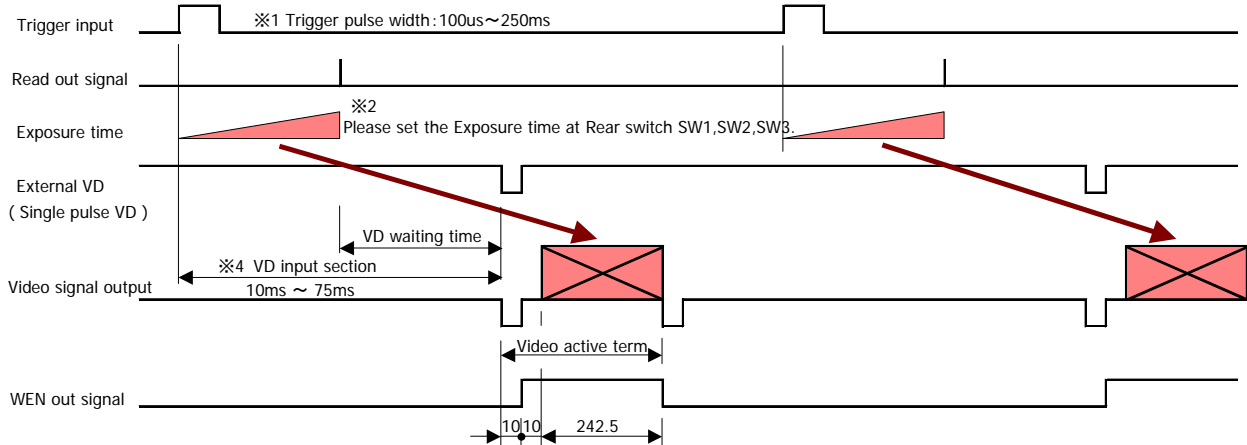 Trigger input
※1 Trigger pulse width:100us～250ms
Read out signal
※2
Exposure time
Please set the Exposure time at Rear switch SW1,SW2,SW3.
External VD
( Single pulse VD )
VD waiting time
※4 VD input section
10ms ～ 75ms
Video signal output
Video active term
WEN out signal
10 10 242.5